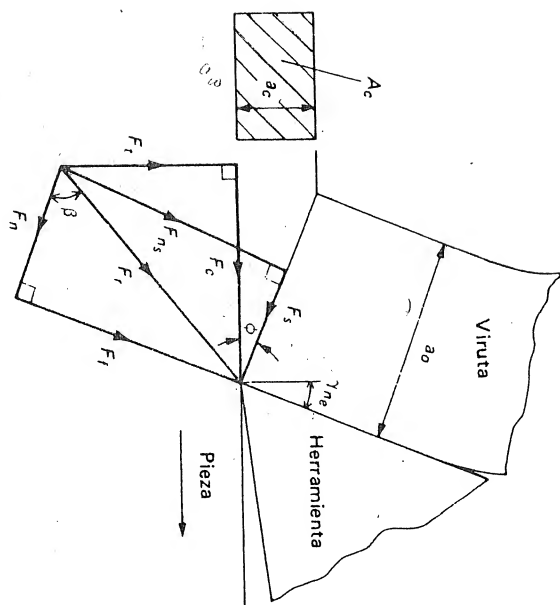 A_c
a_c
F_t
F_c
F_ns
F_r
β
F_n
F_f
F_s
ϕ
γ_ne
a_o
Viruta
Herramienta
Pieza